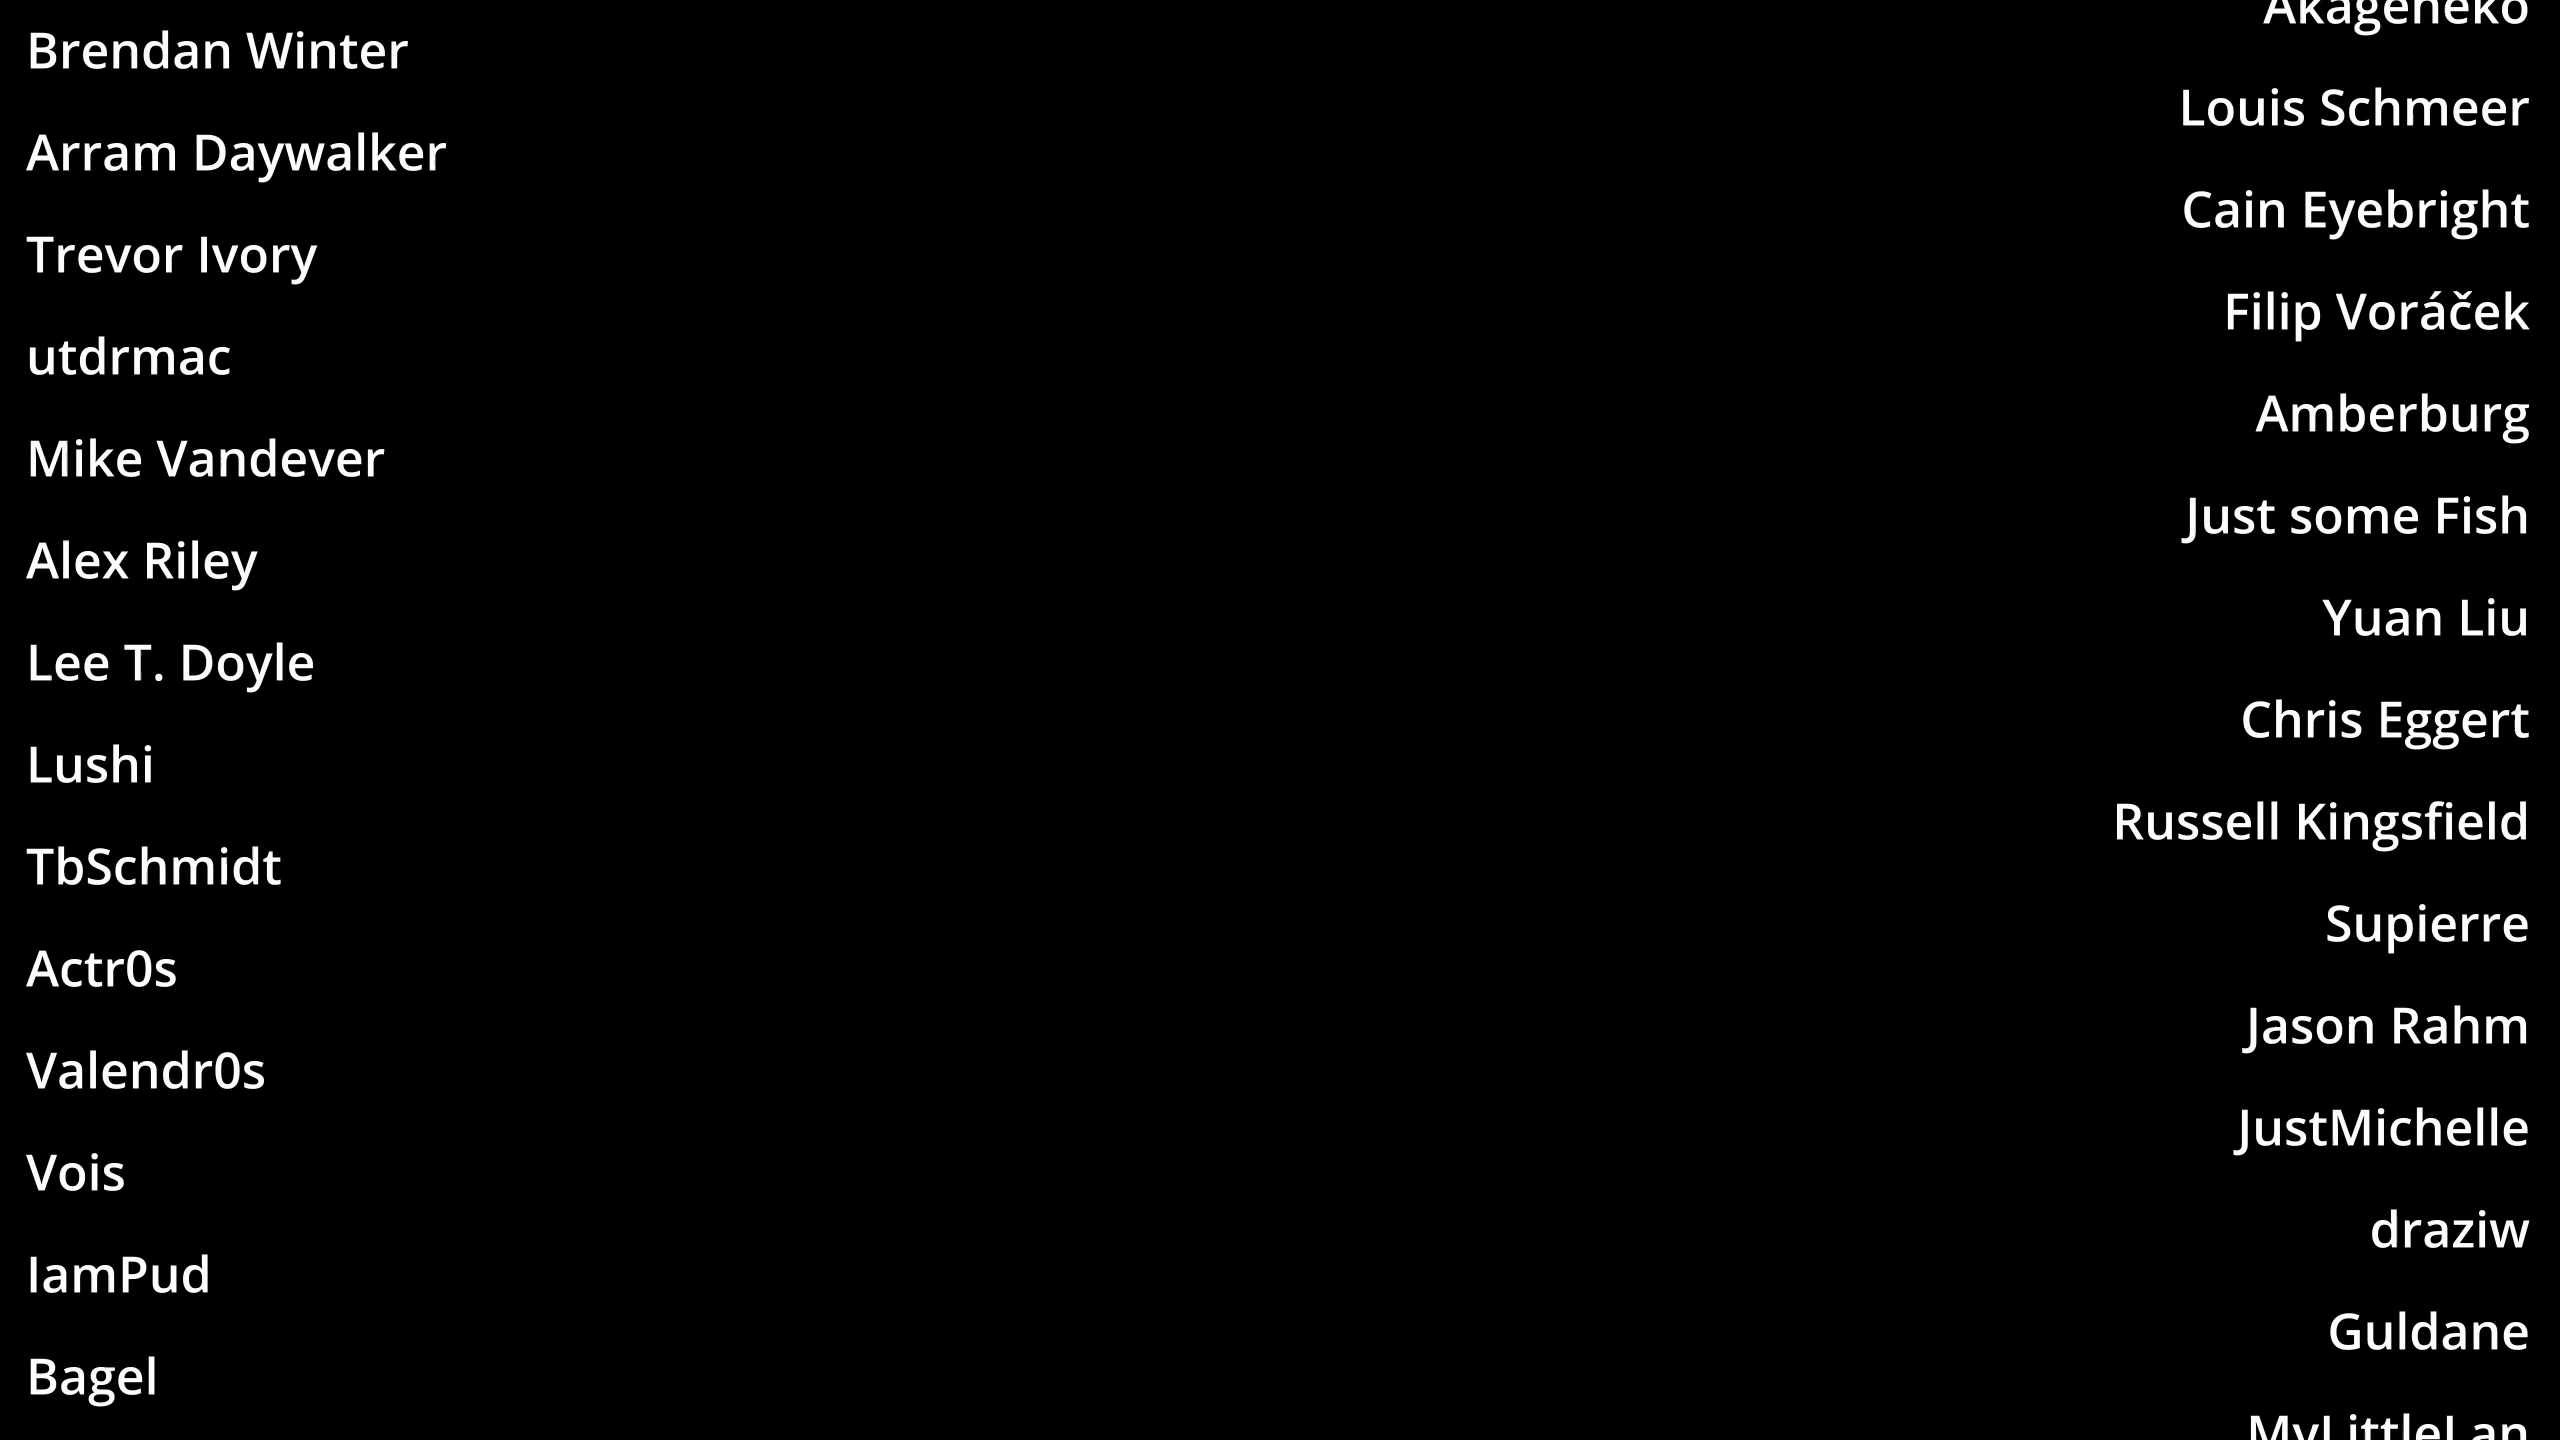 Brendan Winter
Arram Daywalker
Trevor Ivory
utdrmac
Mike Vandever
Alex Riley
Lee T. Doyle
Lushi
TbSchmidt
Actr0s
Valendr0s
Vois
IamPud
Bagel
Akageneko
Louis Schmeer
Cain Eyebright
Filip Voráček
Amberburg
Just some Fish
Yuan Liu
Chris Eggert
Russell Kingsfield
Supierre
Jason Rahm
JustMichelle
draziw
Guldane
MyLittleLan